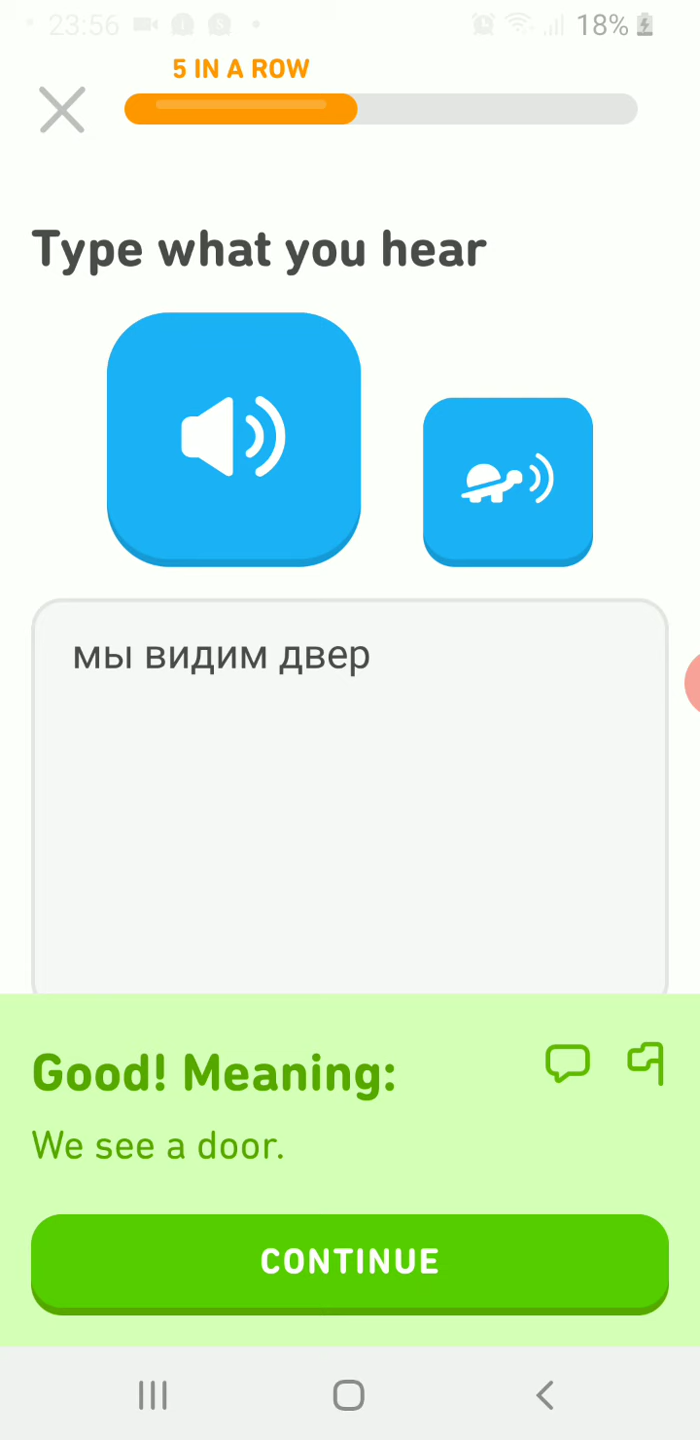 23:56 18%
5 IN A ROW
Type what you hear
мы видим двер
Good! Meaning:
We see a door.
CONTINUE